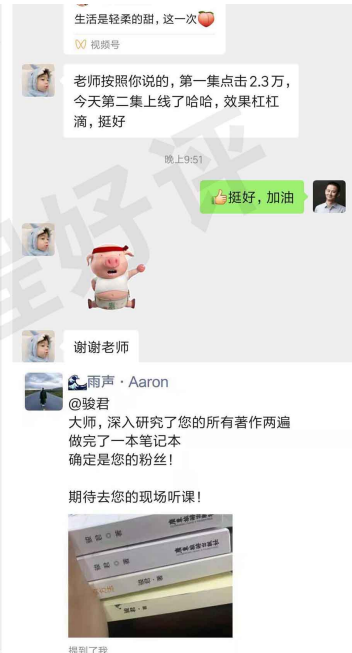 生活是轻柔的甜，这一次🍑
视频号
老师按照你说的，第一集点击2.3万，
今天第二集上线了哈哈，效果杠杠
滴，挺好
晚上9:51
👍挺好，加油
谢谢老师
🌊雨声·Aaron
@骏君
大师，深入研究了您的所有著作两遍
做完了一本笔记本
确定是您的粉丝！
期待去您的现场听课！
提到了我
好评